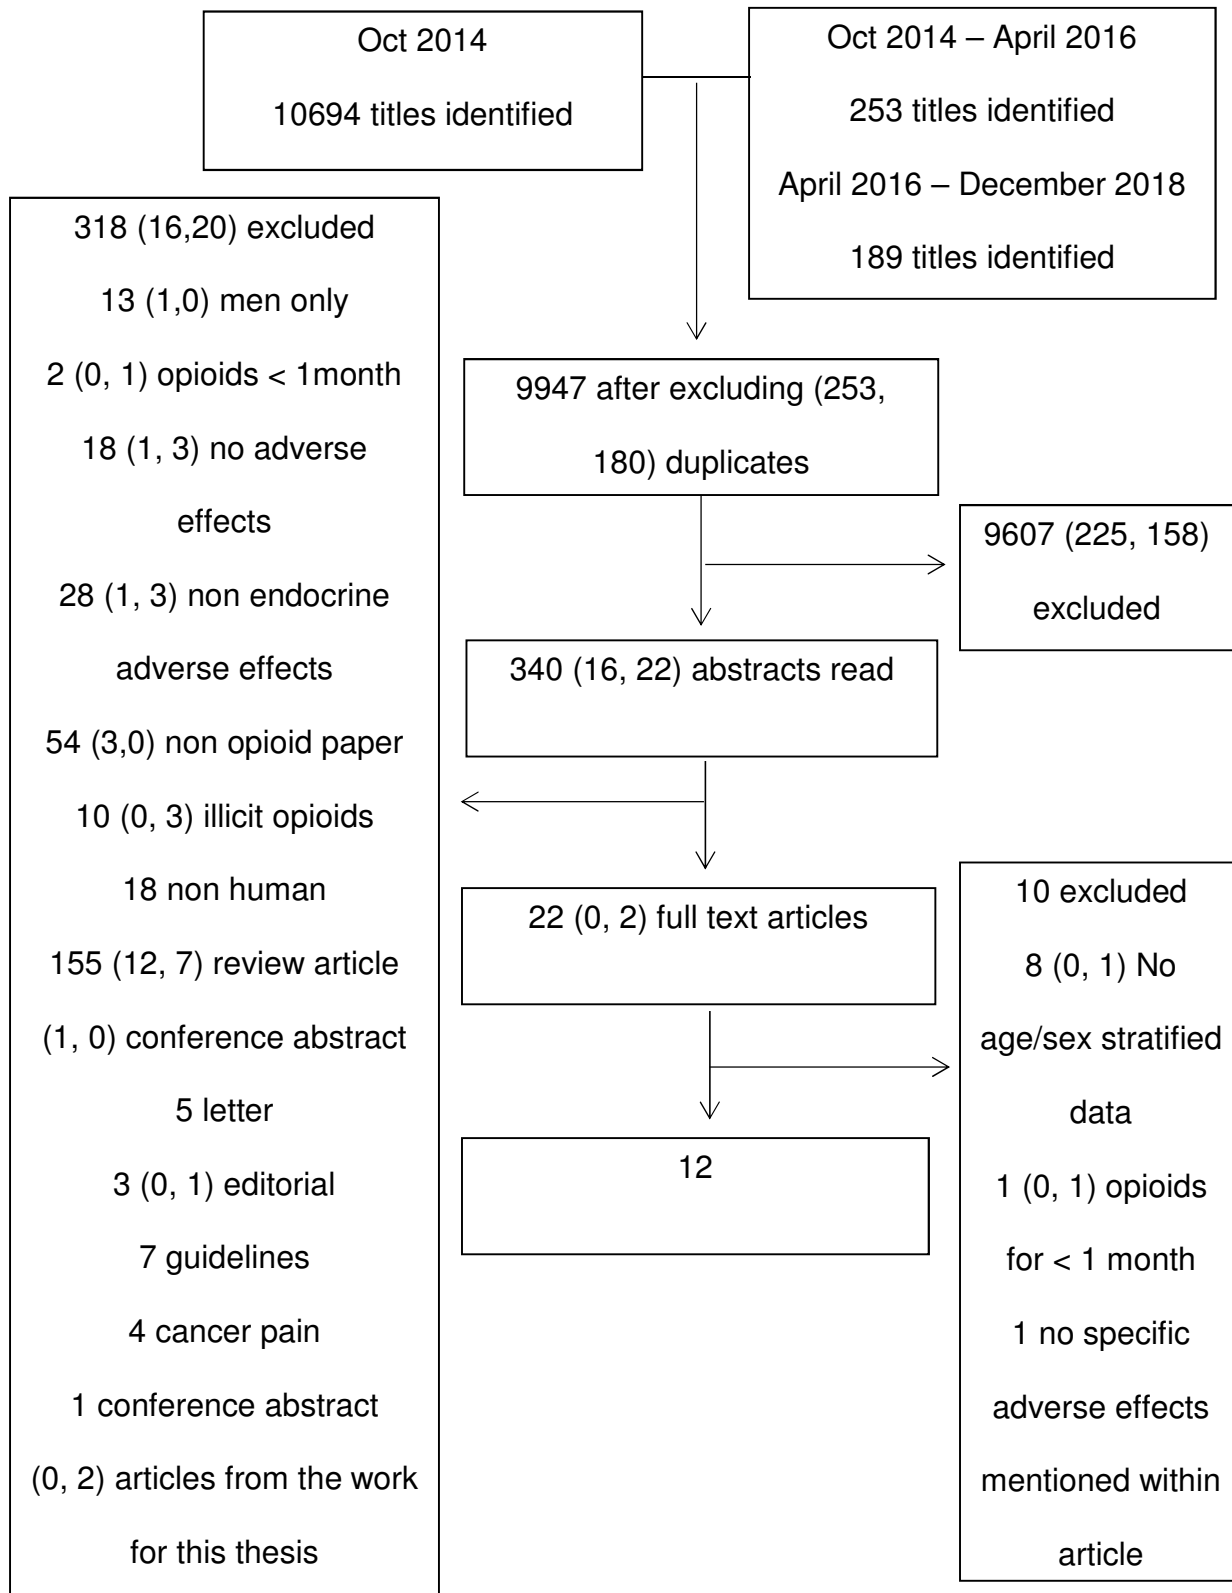 Oct 2014
10694 titles identified
Oct 2014 – April 2016
253 titles identified
April 2016 – December 2018
189 titles identified
318 (16,20) excluded
13 (1,0) men only
2 (0, 1) opioids < 1month
18 (1, 3) no adverse
effects
28 (1, 3) non endocrine
adverse effects
54 (3,0) non opioid paper
10 (0, 3) illicit opioids
18 non human
155 (12, 7) review article
(1, 0) conference abstract
5 letter
3 (0, 1) editorial
7 guidelines
4 cancer pain
1 conference abstract
(0, 2) articles from the work
for this thesis
9947 after excluding (253,
180) duplicates
9607 (225, 158)
excluded
340 (16, 22) abstracts read
22 (0, 2) full text articles
10 excluded
8 (0, 1) No
age/sex stratified
data
1 (0, 1) opioids
for < 1 month
1 no specific
adverse effects
mentioned within
article
12